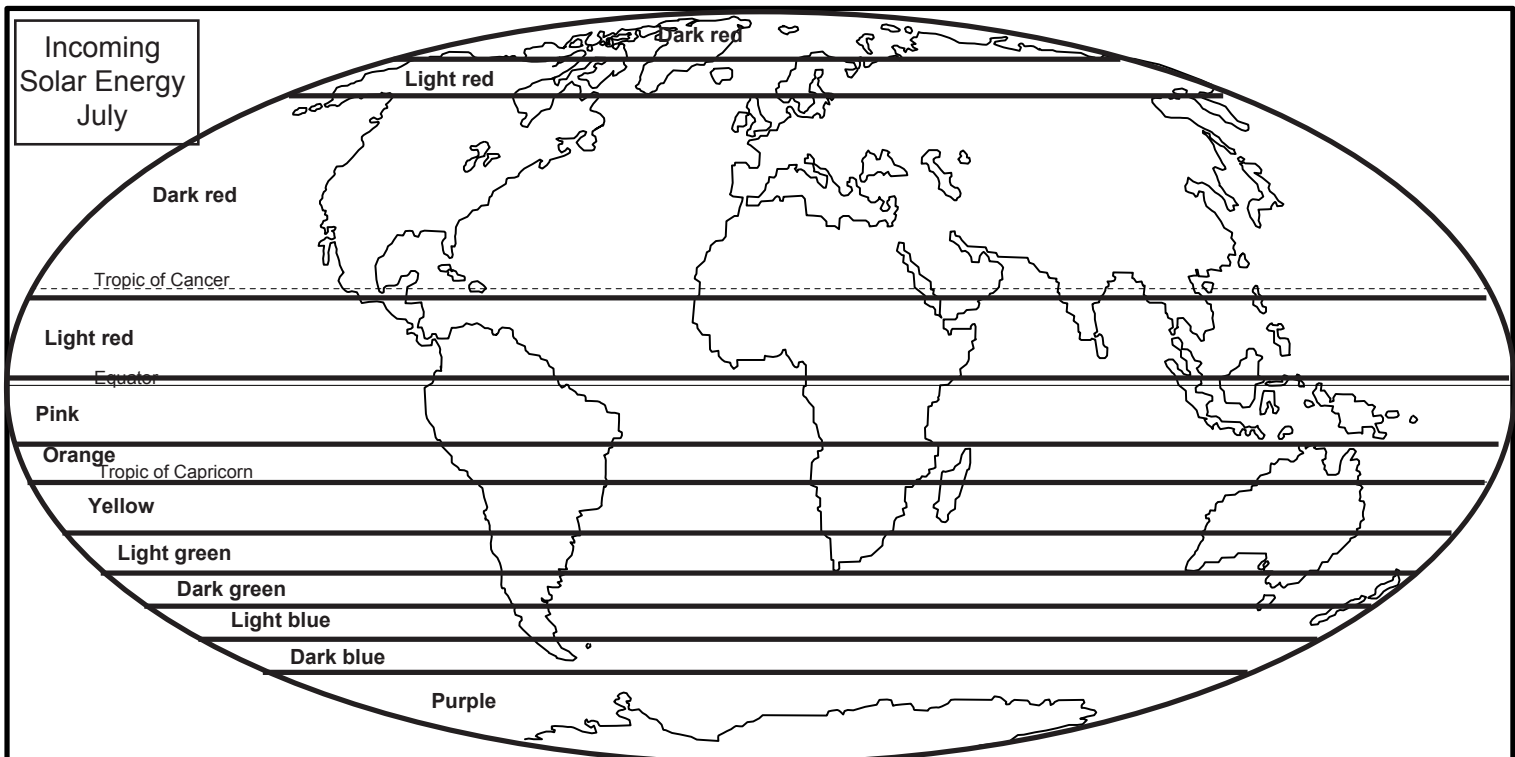 Incoming
Solar Energy
July
Dark red
Light red
Dark red
Tropic of Cancer
Light red
Equator
Pink
Orange
Tropic of Capricorn
Yellow
Light green
Dark green
Light blue
Dark blue
Purple